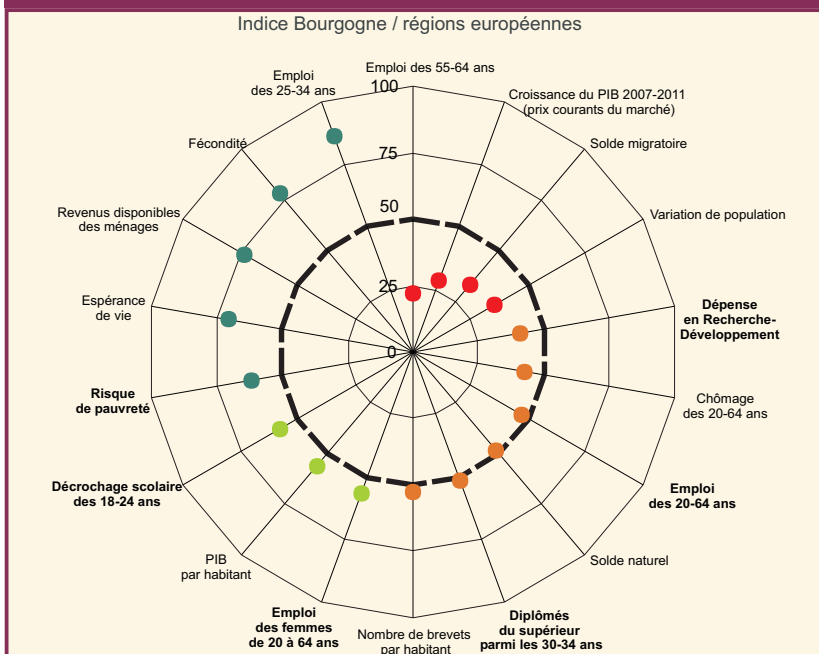 Indice Bourgogne / régions européennes
Emploi des 55-64 ans
Croissance du PIB 2007-2011
(prix courants du marché)
Solde migratoire
Variation de population
Dépense
en Recherche-
Développement
Chômage
des 20-64 ans
Emploi
des 20-64 ans
Solde naturel
Diplômés
du supérieur
parmi les 30-34 ans
Nombre de brevets
par habitant
Emploi
des femmes
de 20 à 64 ans
PIB
par habitant
Décrochage scolaire
des 18-24 ans
Risque
de pauvreté
Espérance
de vie
Revenus disponibles
des ménages
Fécondité
Emploi
des 25-34 ans
100
75
50
25
0